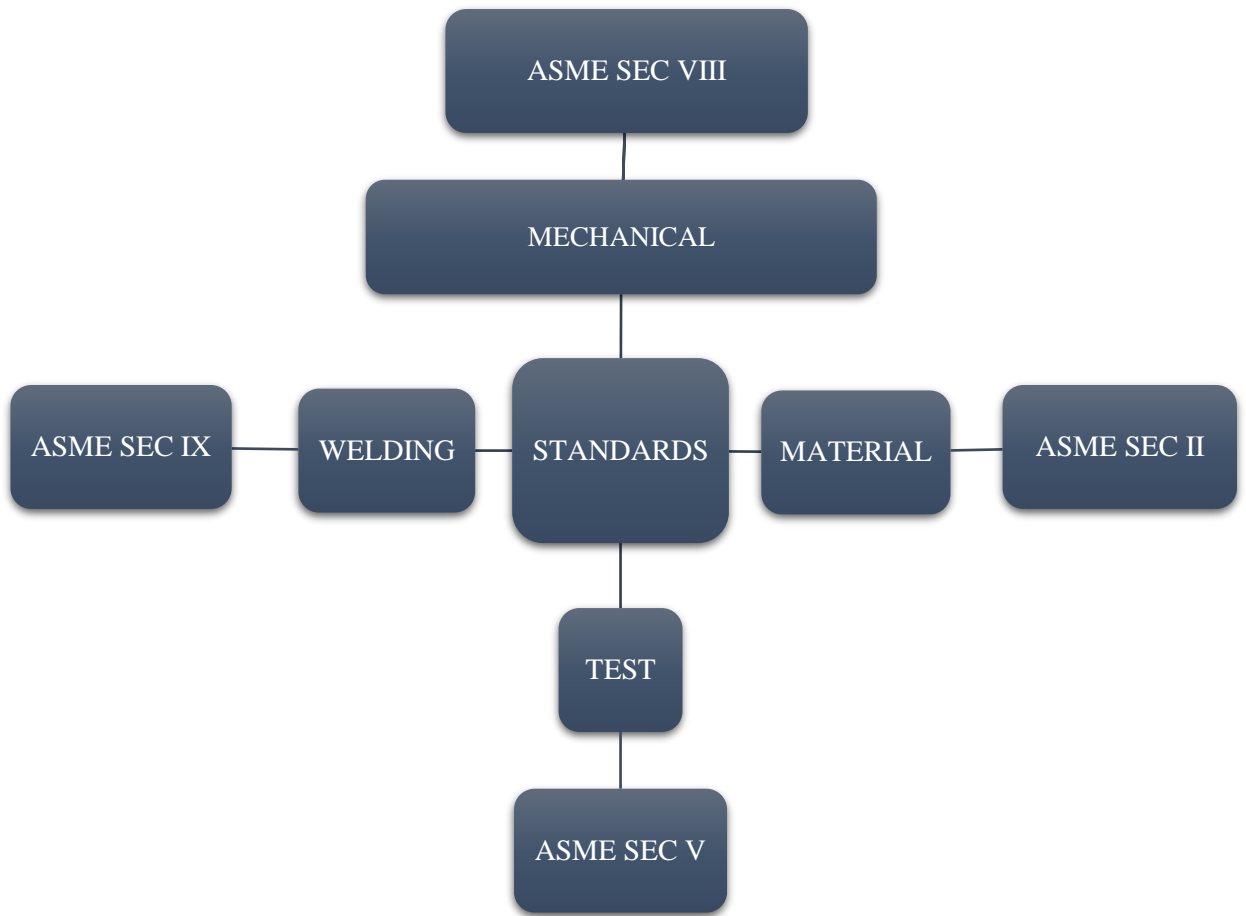 ASME SEC VIII
MECHANICAL
ASME SEC IX
WELDING
STANDARDS
MATERIAL
ASME SEC II
TEST
ASME SEC V